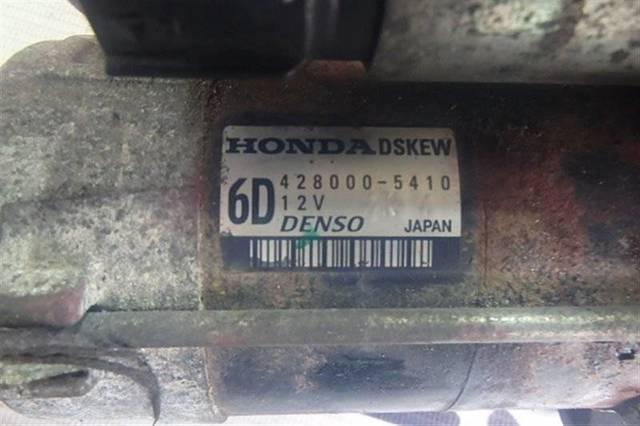 HONDA DSKEW
6D 428000-5410
12V
DENSO JAPAN